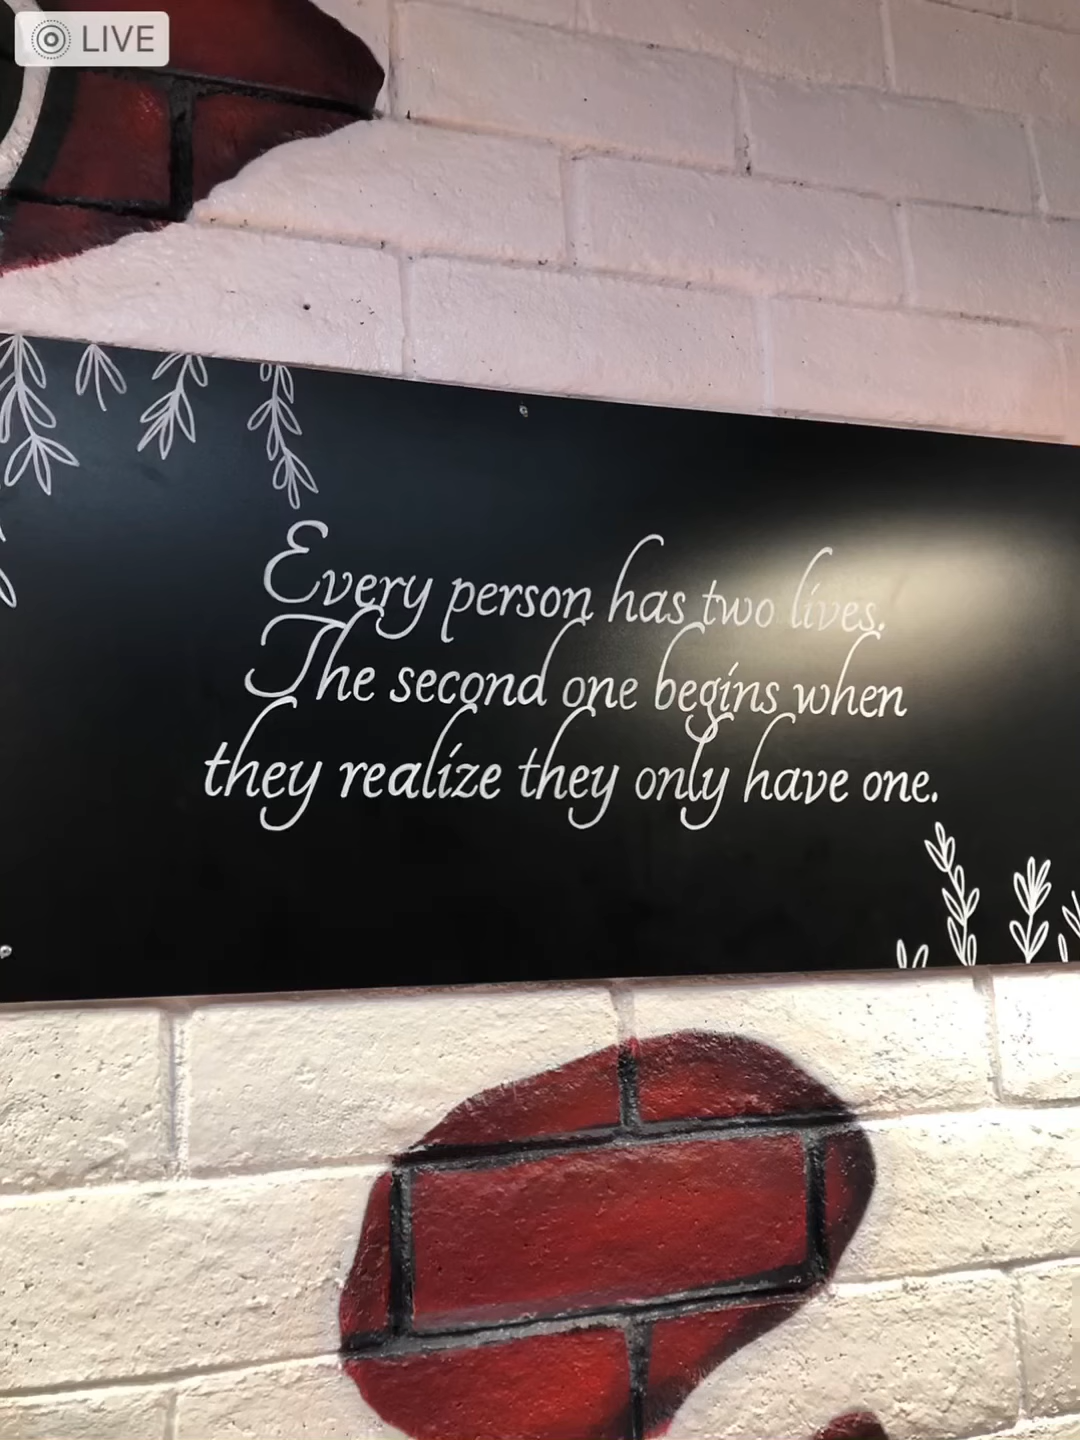 LIVE
Every person has two lives.
The second one begins when
they realize they only have one.